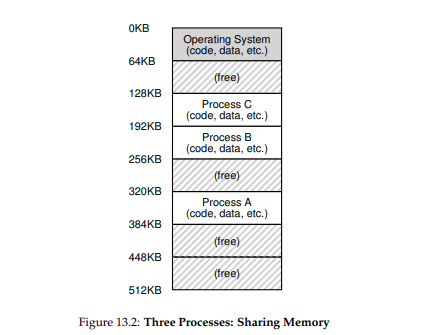 0KB
Operating System
(code, data, etc.)
64KB
(free)
128KB
Process C
(code, data, etc.)
192KB
Process B
(code, data, etc.)
256KB
(free)
320KB
Process A
(code, data, etc.)
384KB
(free)
448KB
(free)
512KB
Figure 13.2: Three Processes: Sharing Memory